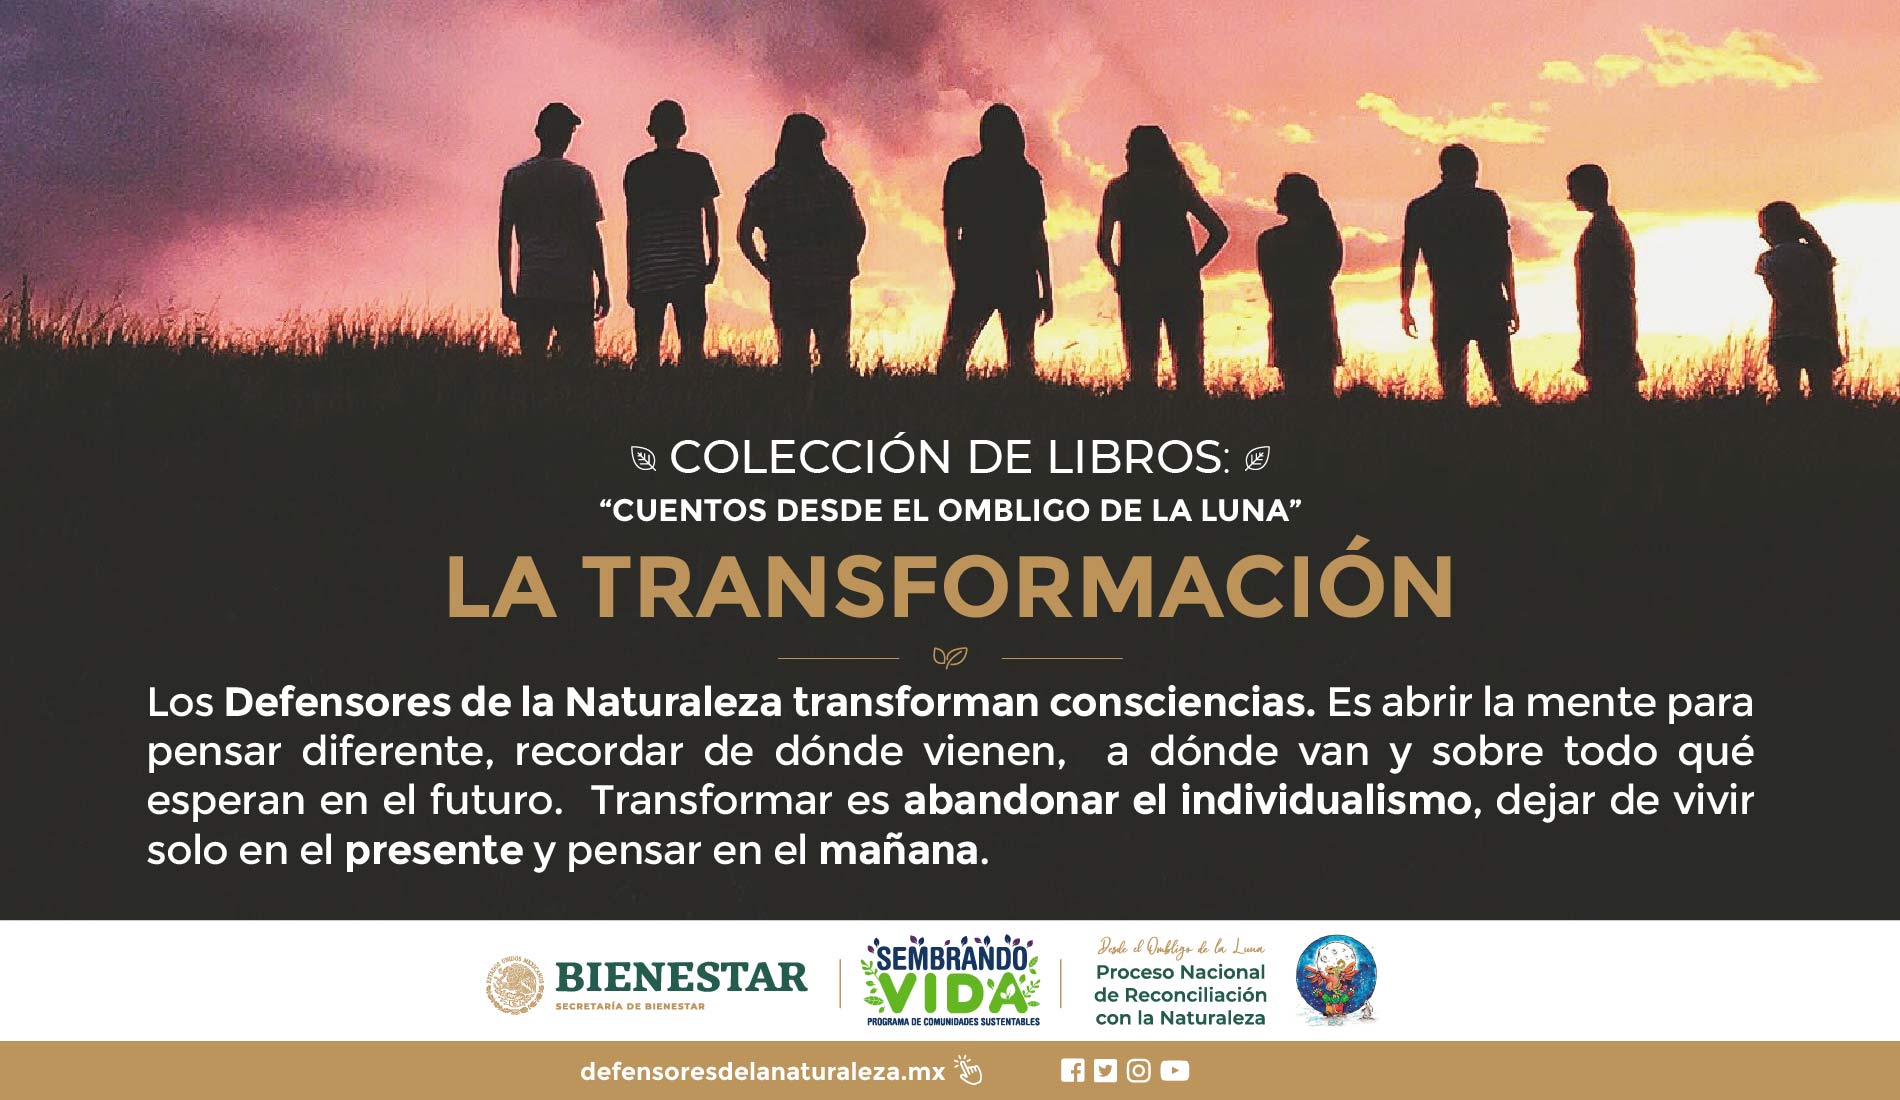 COLECCIÓN DE LIBROS:
“CUENTOS DESDE EL OMBLIGO DE LA LUNA”
LA TRANSFORMACIÓN
Los Defensores de la Naturaleza transforman consciencias. Es abrir la mente para
pensar diferente, recordar de dónde vienen, a dónde van y sobre todo qué
esperan en el futuro. Transformar es abandonar el individualismo, dejar de vivir
solo en el presente y pensar en el mañana.
ESTADOS UNIDOS MEXICANOS
BIENESTAR
SECRETARÍA DE BIENESTAR
SEMBRANDO
VIDA
PROGRAMA DE COMUNIDADES SUSTENTABLES
Desde el Ombligo de la Luna
Proceso Nacional
de Reconciliación
con la Naturaleza
defensoresdelanaturaleza.mx